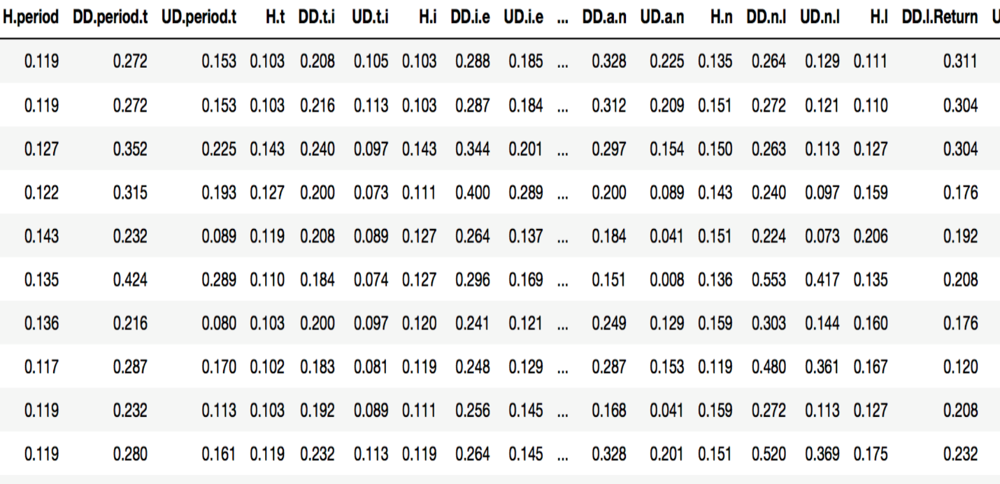 H.period DD.period.t UD.period.t H.t DD.t.i UD.t.i H.i DD.i.e UD.i.e ... DD.a.n UD.a.n H.n DD.n.l UD.n.l H.l DD.l.Return U
0.119 0.272 0.153 0.103 0.208 0.105 0.103 0.288 0.185 ... 0.328 0.225 0.135 0.264 0.129 0.111 0.311
0.119 0.272 0.153 0.103 0.216 0.113 0.103 0.287 0.184 ... 0.312 0.209 0.151 0.272 0.121 0.110 0.304
0.127 0.352 0.225 0.143 0.240 0.097 0.143 0.344 0.201 ... 0.297 0.154 0.150 0.263 0.113 0.127 0.304
0.122 0.315 0.193 0.127 0.200 0.073 0.111 0.400 0.289 ... 0.200 0.089 0.143 0.240 0.097 0.159 0.176
0.143 0.232 0.089 0.119 0.208 0.089 0.127 0.264 0.137 ... 0.184 0.041 0.151 0.224 0.073 0.206 0.192
0.135 0.424 0.289 0.110 0.184 0.074 0.127 0.296 0.169 ... 0.151 0.008 0.136 0.553 0.417 0.135 0.208
0.136 0.216 0.080 0.103 0.200 0.097 0.120 0.241 0.121 ... 0.249 0.129 0.159 0.303 0.144 0.160 0.176
0.117 0.287 0.170 0.102 0.183 0.081 0.119 0.248 0.129 ... 0.287 0.153 0.119 0.480 0.361 0.167 0.120
0.119 0.232 0.113 0.103 0.192 0.089 0.111 0.256 0.145 ... 0.168 0.041 0.159 0.272 0.113 0.127 0.208
0.119 0.280 0.161 0.119 0.232 0.113 0.119 0.264 0.145 ... 0.328 0.201 0.151 0.520 0.369 0.175 0.232